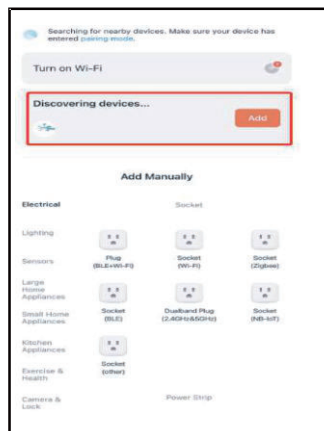 Searching for nearby devices. Make sure your device has
entered pairing mode.
Turn on Wi-Fi
Discovering devices...
Add
Add Manually
Electrical
Socket
Lighting
Plug
(BLE+Wi-Fi)
Socket
(Wi-Fi)
Socket
(Zigbee)
Sensors
Large
Home
Appliances
Small Home
Appliances
Socket
(BLE)
Dualband Plug
(2.4GHz&5GHz)
Socket
(NB-IoT)
Kitchen
Appliances
Socket
(other)
Exercise &
Health
Camera &
Lock
Power Strip